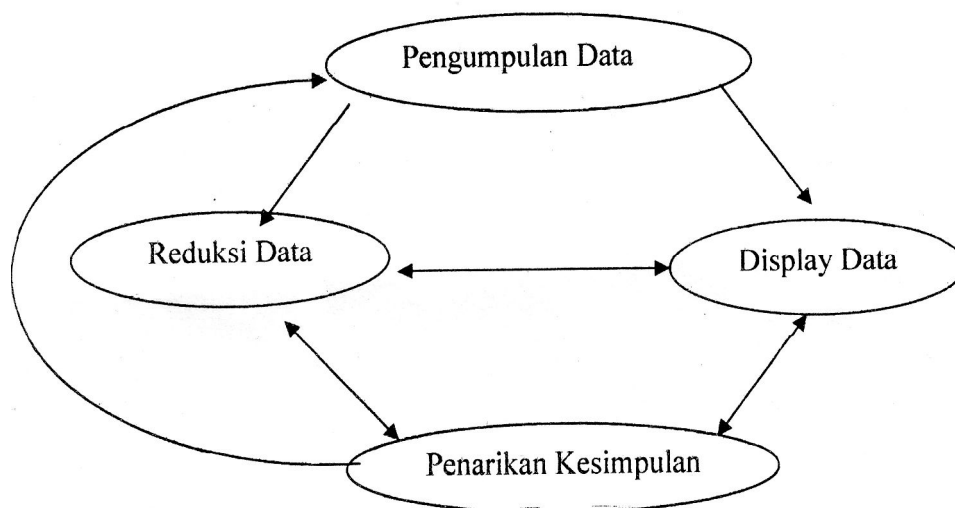 Pengumpulan Data
Reduksi Data
Display Data
Penarikan Kesimpulan